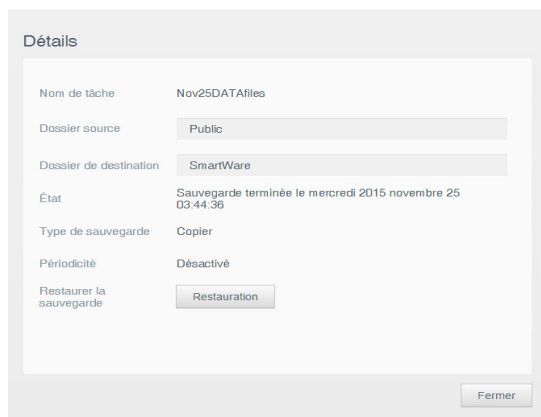 Détails
Nom de tâche Nov25DATAfiles
Dossier source Public
Dossier de destination SmartWare
État Sauvegarde terminée le mercredi 2015 novembre 25
03:44:36
Type de sauvegarde Copier
Périodicité Désactivé
Restaurer la
sauvegarde Restauration
Fermer